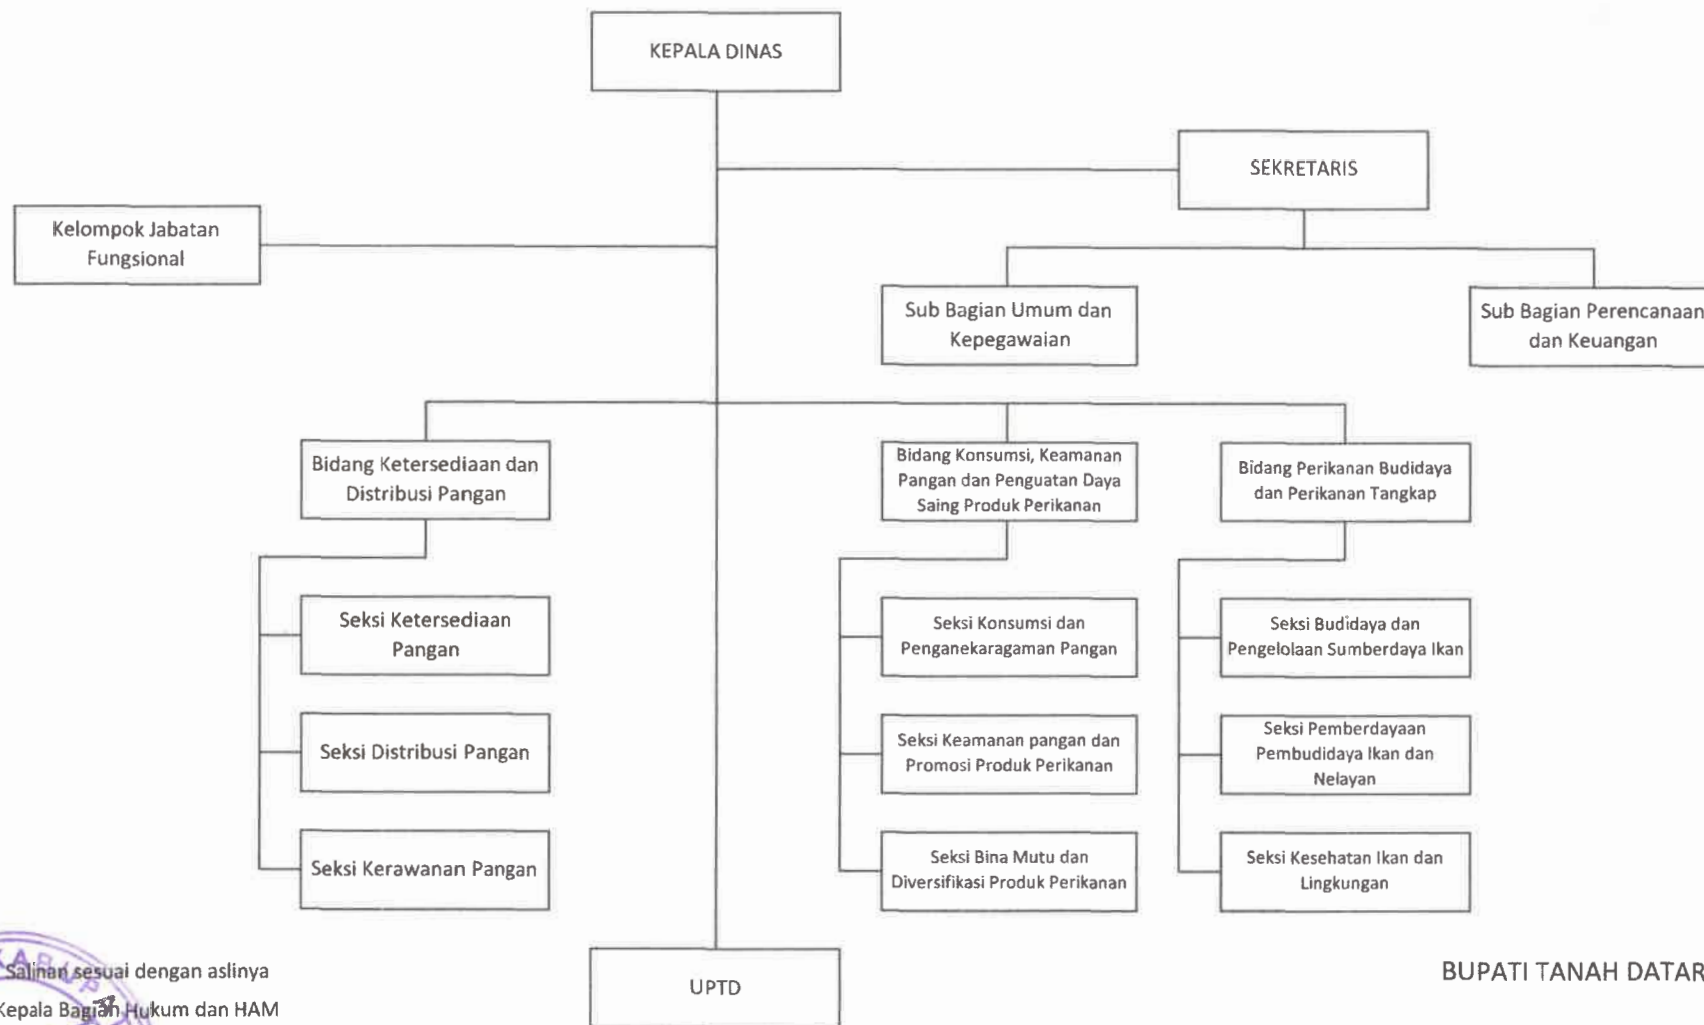 KEPALA DINAS
SEKRETARIS
Kelompok Jabatan
Fungsional
Sub Bagian Umum dan
Kepegawaian
Sub Bagian Perencanaan
dan Keuangan
Bidang Ketersediaan dan
Distribusi Pangan
Bidang Konsumsi, Keamanan
Pangan dan Penguatan Daya
Saing Produk Perikanan
Bidang Perikanan Budidaya
dan Perikanan Tangkap
Seksi Ketersediaan
Pangan
Seksi Konsumsi dan
Penganekaragaman Pangan
Seksi Budidaya dan
Pengelolaan Sumberdaya Ikan
Seksi Distribusi Pangan
Seksi Keamanan pangan dan
Promosi Produk Perikanan
Seksi Pemberdayaan
Pembudidaya Ikan dan
Nelayan
Seksi Kerawanan Pangan
Seksi Bina Mutu dan
Diversifikasi Produk Perikanan
Seksi Kesehatan Ikan dan
Lingkungan
Salinan sesuai dengan aslinya
Kepala Bagian Hukum dan HAM
UPTD
BUPATI TANAH DATAR